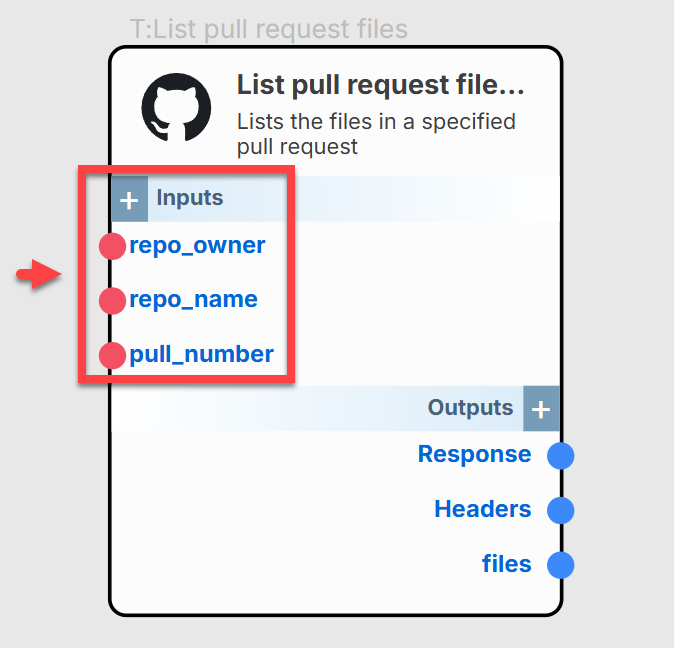 T:List pull request files
List pull request file...
Lists the files in a specified
pull request
+ Inputs
repo_owner
repo_name
pull_number
Outputs +
Response
Headers
files